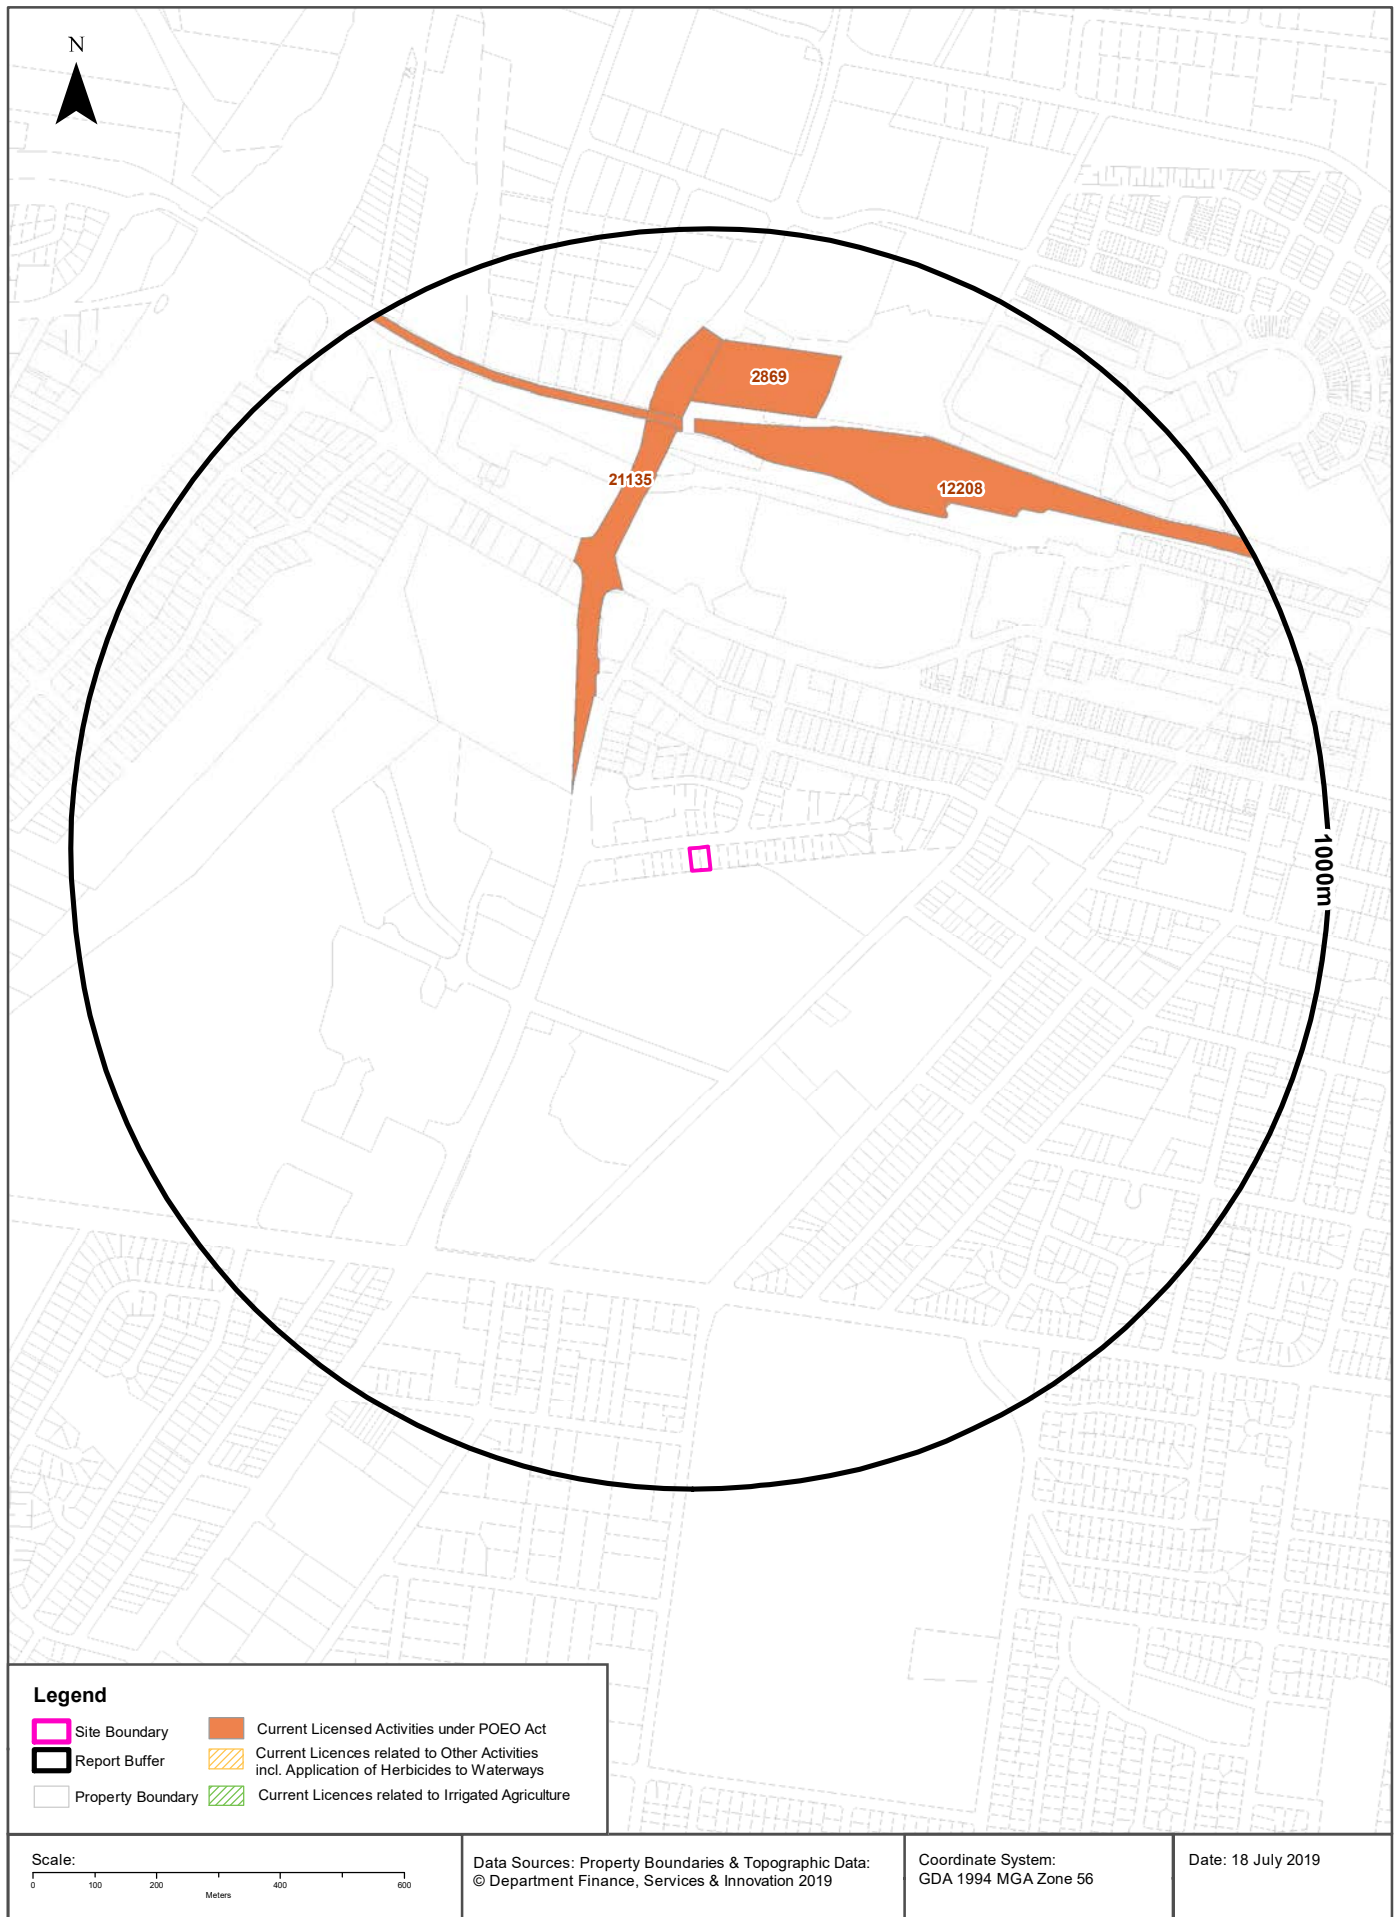 N
2869
21135
12208
1000m
Legend
Site Boundary
Report Buffer
Property Boundary
Current Licensed Activities under POEO Act
Current Licences related to Other Activities
incl. Application of Herbicides to Waterways
Current Licences related to Irrigated Agriculture
Scale:
0 100 200 400 600
Meters
Data Sources: Property Boundaries & Topographic Data:
© Department Finance, Services & Innovation 2019
Coordinate System:
GDA 1994 MGA Zone 56
Date: 18 July 2019